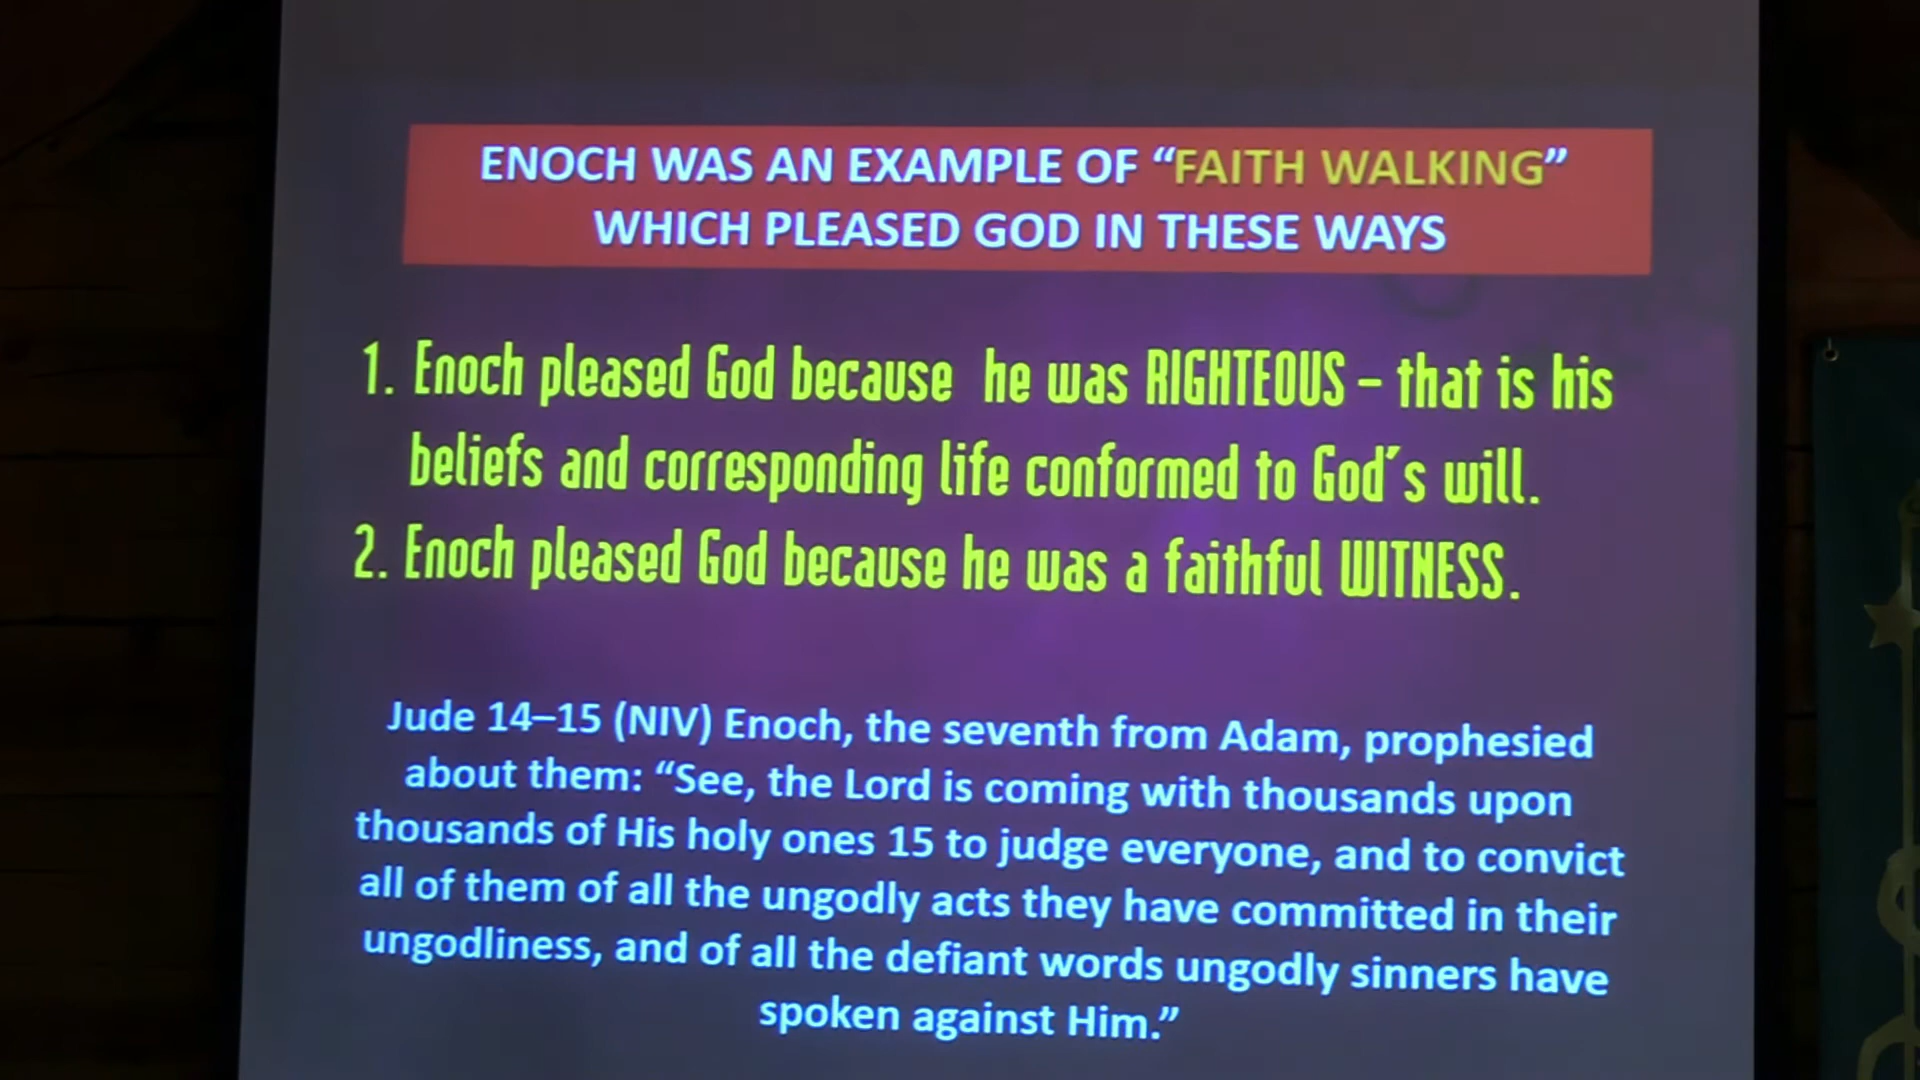 ENOCH WAS AN EXAMPLE OF “FAITH WALKING”
WHICH PLEASED GOD IN THESE WAYS
1. Enoch pleased God because he was RIGHTEOUS – that is his
beliefs and corresponding life conformed to God´s will.
2. Enoch pleased God because he was a faithful WITNESS.
Jude 14–15 (NIV) Enoch, the seventh from Adam, prophesied
about them: “See, the Lord is coming with thousands upon
thousands of His holy ones 15 to judge everyone, and to convict
all of them of all the ungodly acts they have committed in their
ungodliness, and of all the defiant words ungodly sinners have
spoken against Him.”